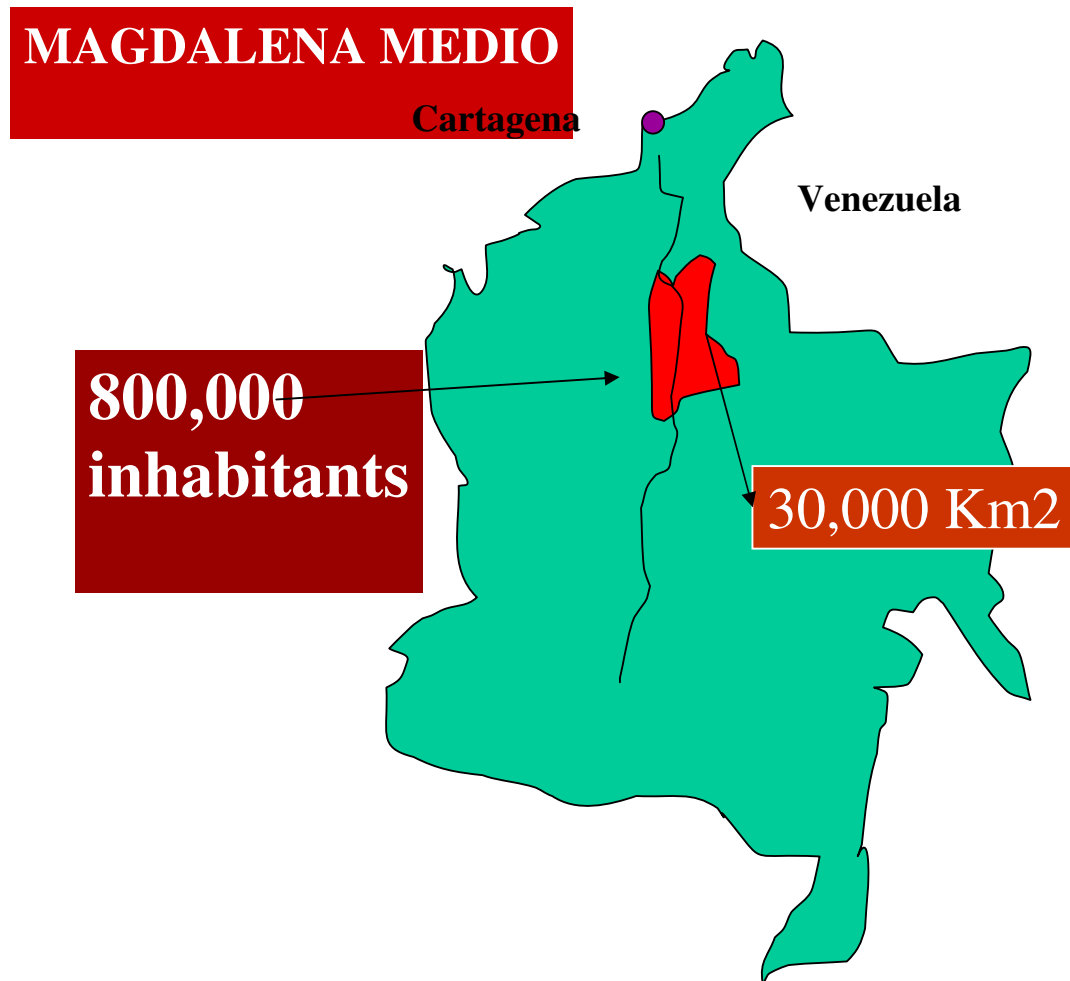 MAGDALENA MEDIO
Cartagena
Venezuela
800,000
inhabitants
30,000 Km2